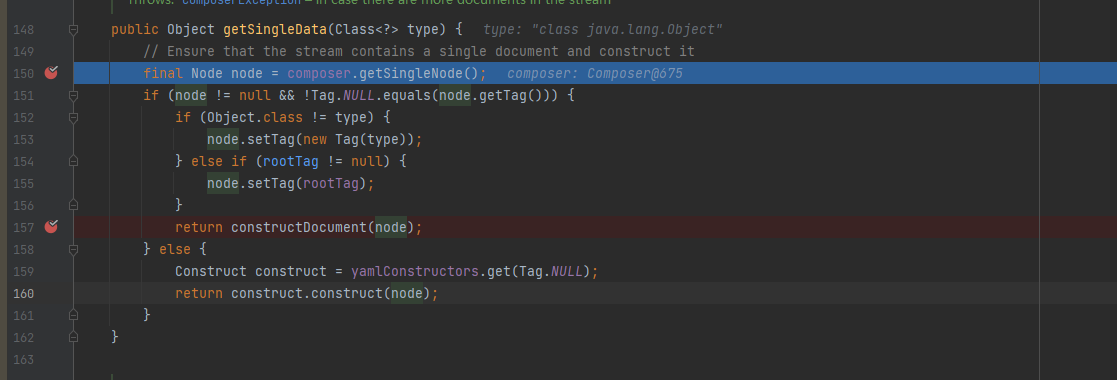 Throws: ComposerException – in case there are more documents in the stream
148 public Object getSingleData(Class<?> type) { type: "class java.lang.Object"
149 // Ensure that the stream contains a single document and construct it
150 final Node node = composer.getSingleNode(); composer: Composer@675
151 if (node != null && !Tag.NULL.equals(node.getTag())) {
152 if (Object.class != type) {
153 node.setTag(new Tag(type));
154 } else if (rootTag != null) {
155 node.setTag(rootTag);
156 }
157 return constructDocument(node);
158 } else {
159 Construct construct = yamlConstructors.get(Tag.NULL);
160 return construct.construct(node);
161 }
162 }
163